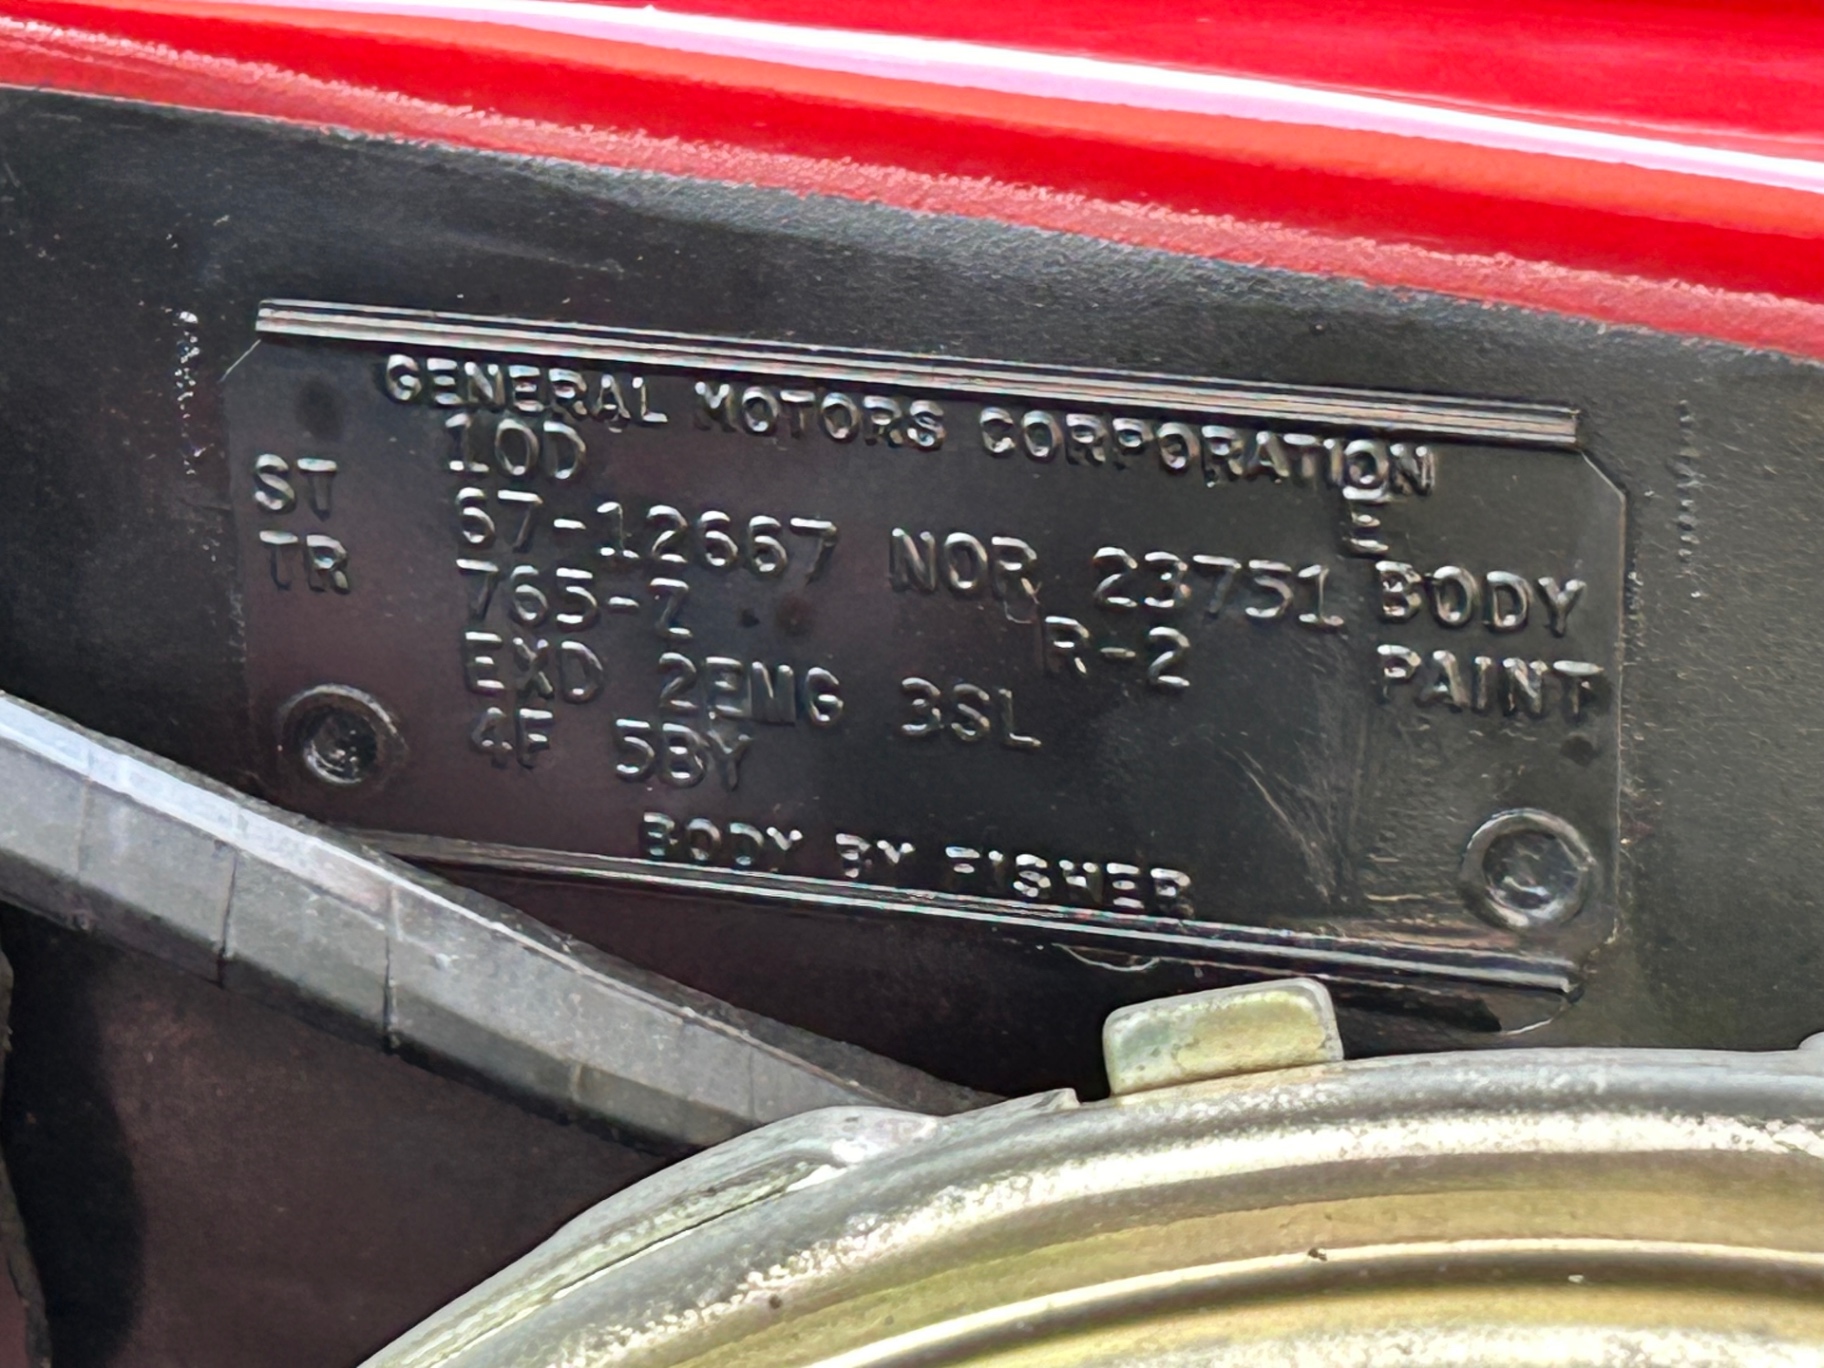 GENERAL MOTORS CORPORATION
10D E
ST 67-12667 NOR 23751 BODY
TR 765-Z R-2 PAINT
EXD 2EMG 3SL
4F 5BY
BODY BY FISHER